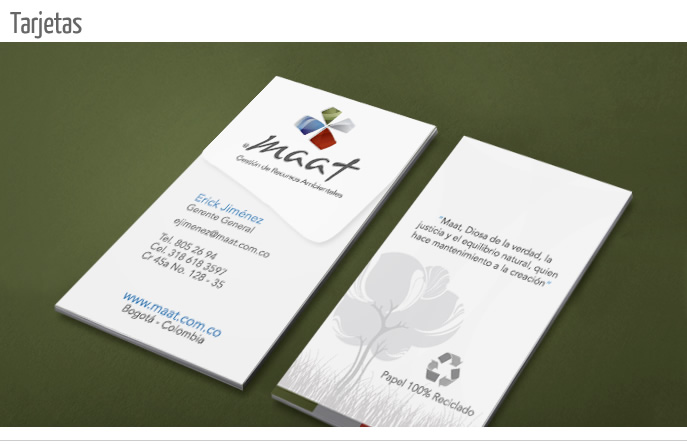 Tarjetas
maat
Gestión de Recursos Ambientales
Erick Jiménez
Gerente General
ejimenez@maat.com.co
Tel. 805 26 94
Cel. 318 618 3597
Cr 45a No. 128 - 35
www.maat.com.co
Bogotá - Colombia
"Maat, Diosa de la verdad, la
justicia y el equilibrio natural, quien
hace mantenimiento a la creación"
Papel 100% Reciclado